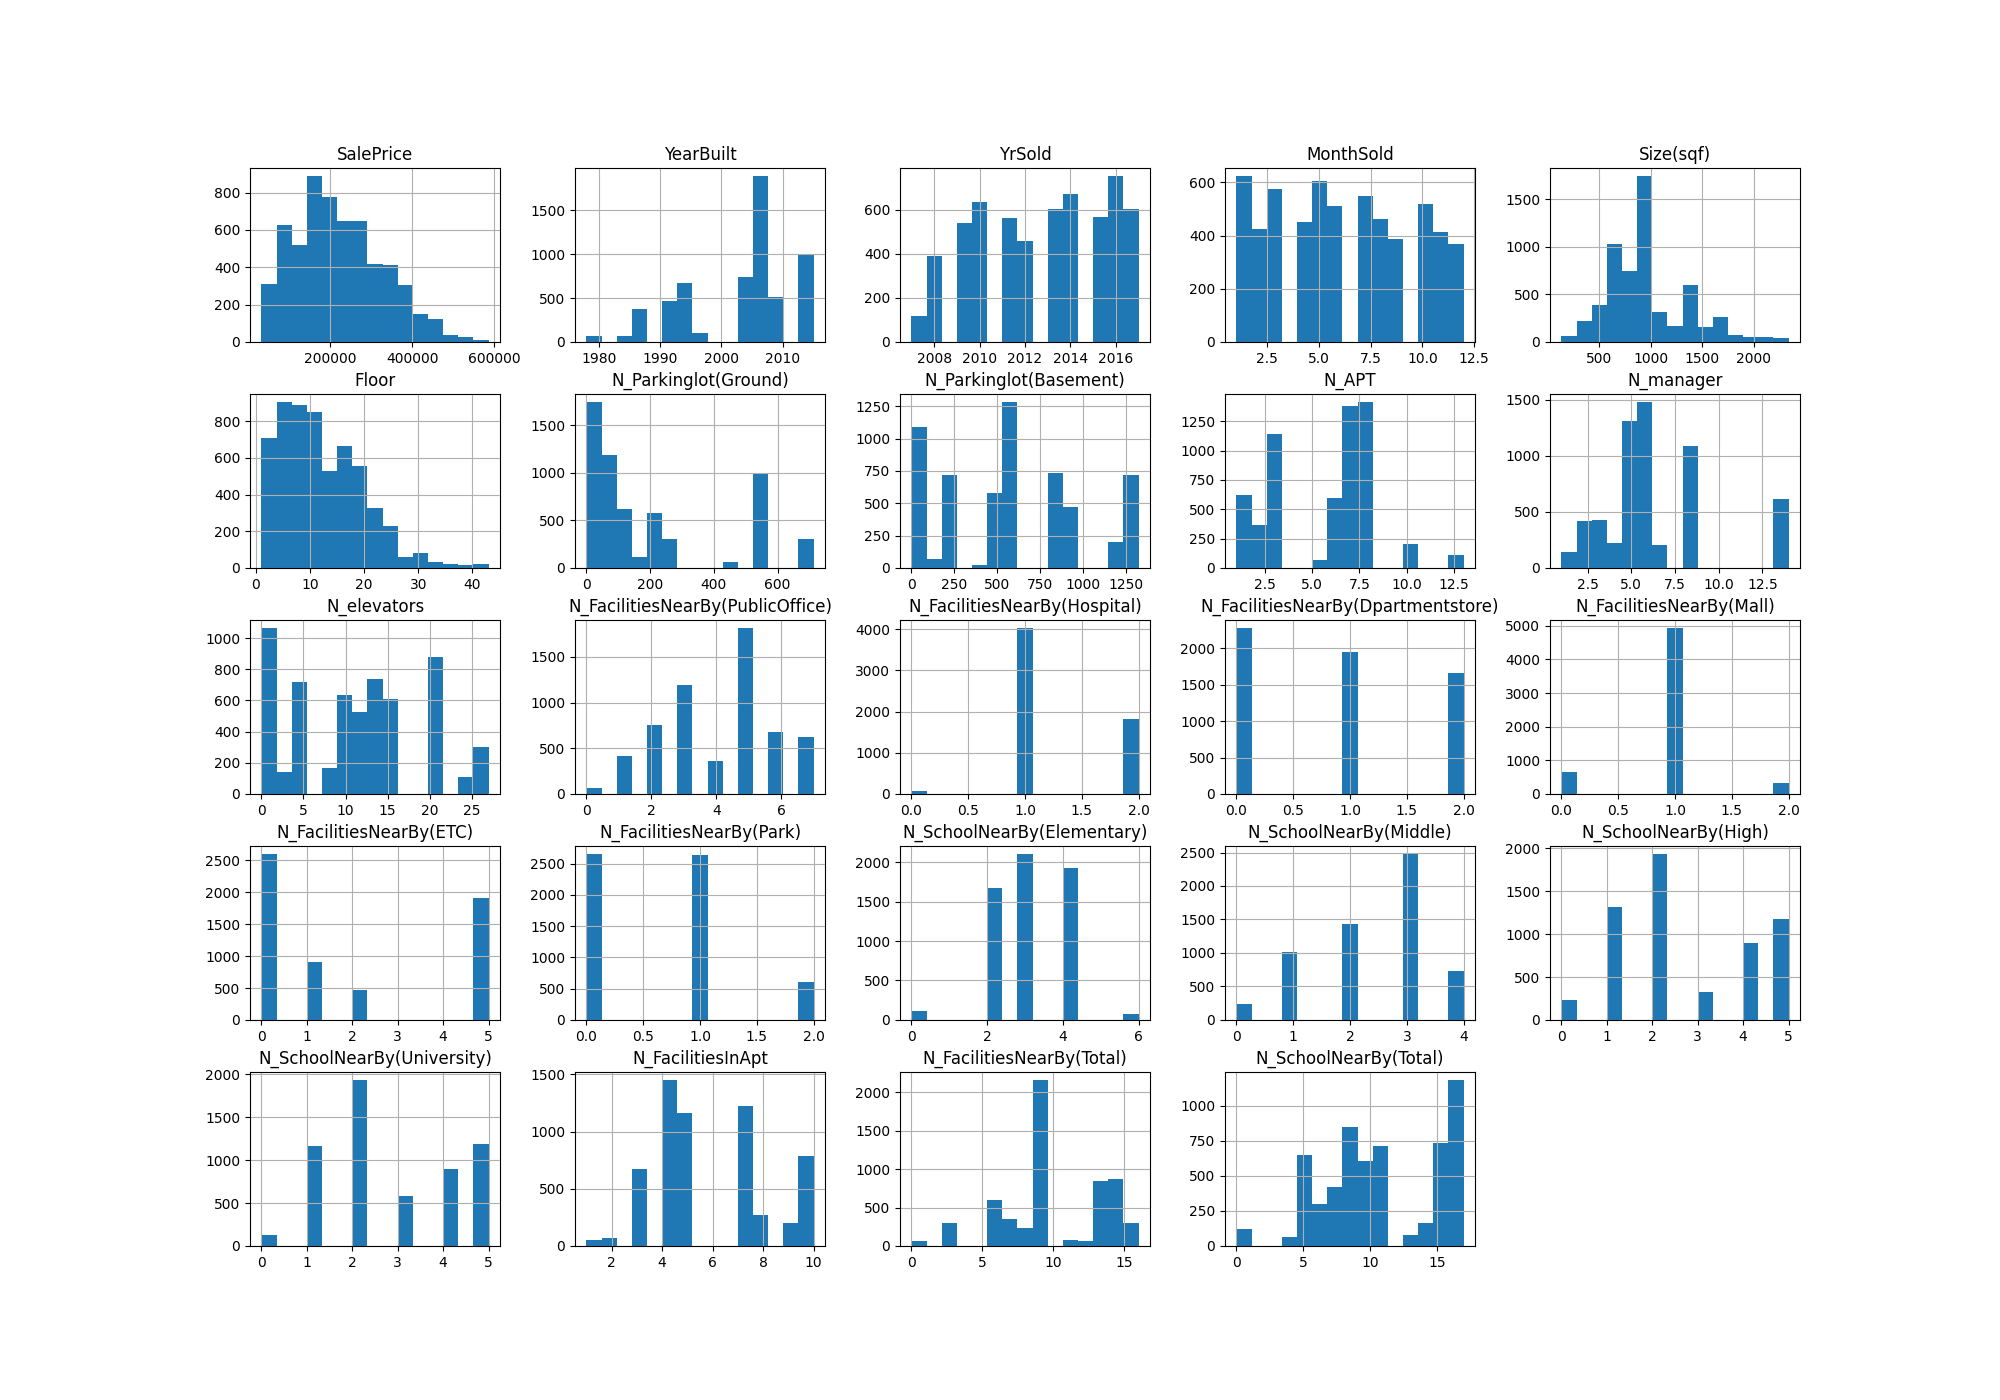 SalePrice YearBuilt YrSold MonthSold Size(sqf)
800 600 400 200 0 1500 1000 500 0 600 400 200 0 600 400 200 0 1500 1000 500 0
200000 400000 600000 1980 1990 2000 2010 2008 2010 2012 2014 2016 2.5 5.0 7.5 10.0 12.5 500 1000 1500 2000
Floor N_Parkinglot(Ground) N_Parkinglot(Basement) N_APT N_manager
800 600 400 200 0 1500 1000 500 0 1250 1000 750 500 250 0 1250 1000 750 500 250 0 1500 1000 500 0
0 10 20 30 40 0 200 400 600 0 250 500 750 1000 1250 2.5 5.0 7.5 10.0 12.5 2.5 5.0 7.5 10.0 12.5
N_elevators N_FacilitiesNearBy(PublicOffice) N_FacilitiesNearBy(Hospital) N_FacilitiesNearBy(Dpartmentstore) N_FacilitiesNearBy(Mall)
1000 800 600 400 200 0 1500 1000 500 0 4000 3000 2000 1000 0 2000 1500 1000 500 0 5000 4000 3000 2000 1000 0
0 5 10 15 20 25 2 4 6 0.0 0.5 1.0 1.5 2.0 0.0 0.5 1.0 1.5 2.0 0.0 0.5 1.0 1.5 2.0
N_FacilitiesNearBy(ETC) N_FacilitiesNearBy(Park) N_SchoolNearBy(Elementary) N_SchoolNearBy(Middle) N_SchoolNearBy(High)
2500 2000 1500 1000 500 0 2500 2000 1500 1000 500 0 2000 1500 1000 500 0 2500 2000 1500 1000 500 0 2000 1500 1000 500 0
0 1 2 3 4 5 0.0 0.5 1.0 1.5 2.0 0 2 4 6 0 1 2 3 4 0 1 2 3 4 5
N_SchoolNearBy(University) N_FacilitiesInApt N_FacilitiesNearBy(Total) N_SchoolNearBy(Total)
2000 1500 1000 500 0 1500 1000 500 0 2000 1500 1000 500 0 1000 750 500 250 0
0 1 2 3 4 5 2 4 6 8 10 0 5 10 15 0 5 10 15